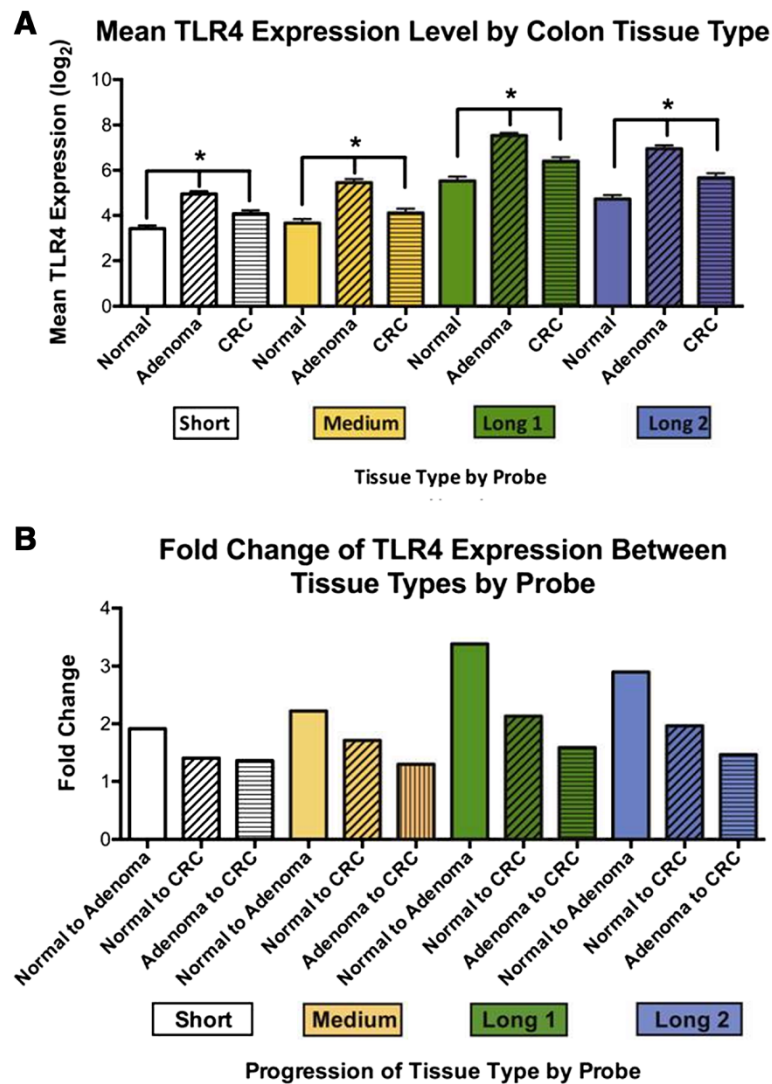 A
Mean TLR4 Expression Level by Colon Tissue Type
Mean TLR4 Expression (log2)
10
8
6
4
2
0
*
*
*
*
Normal
Adenoma
CRC
Normal
Adenoma
CRC
Normal
Adenoma
CRC
Normal
Adenoma
CRC
Short
Medium
Long 1
Long 2
Tissue Type by Probe
B
Fold Change of TLR4 Expression Between
Tissue Types by Probe
Fold Change
4
3
2
1
0
Normal to Adenoma
Normal to CRC
Adenoma to CRC
Normal to Adenoma
Normal to CRC
Adenoma to CRC
Normal to Adenoma
Normal to CRC
Adenoma to CRC
Normal to Adenoma
Normal to CRC
Adenoma to CRC
Short
Medium
Long 1
Long 2
Progression of Tissue Type by Probe